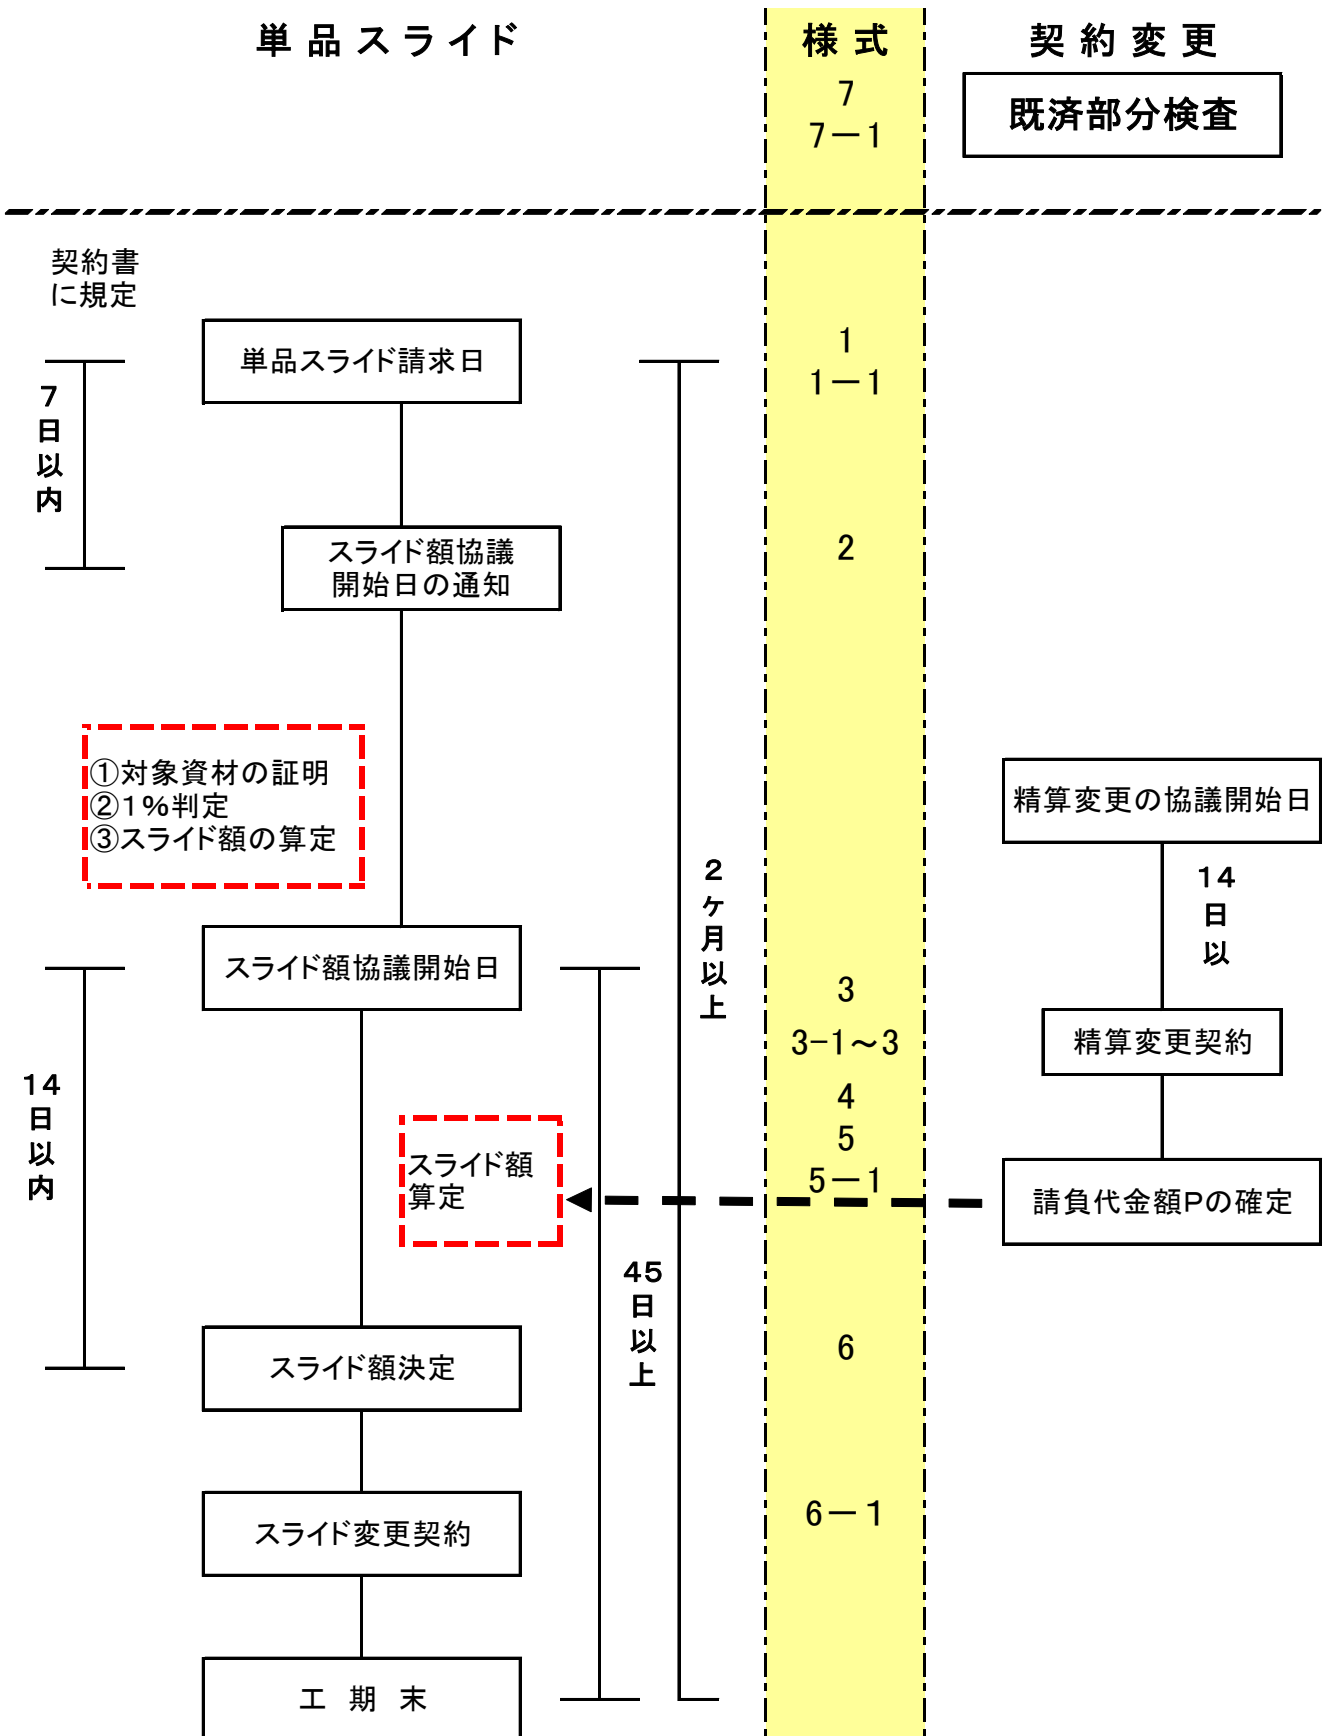 単品スライド
様式
契約変更
7
7－1
既済部分検査
契約書
に規定
単品スライド請求日
1
1－1
7日以内
スライド額協議
開始日の通知
2
①対象資材の証明
②1％判定
③スライド額の算定
精算変更の協議開始日
2ヶ月以上
14日以
スライド額協議開始日
3
3-1～3
精算変更契約
14日以内
4
5
5－1
スライド額
算定
請負代金額Pの確定
45日以上
スライド額決定
6
スライド変更契約
6－1
工期末